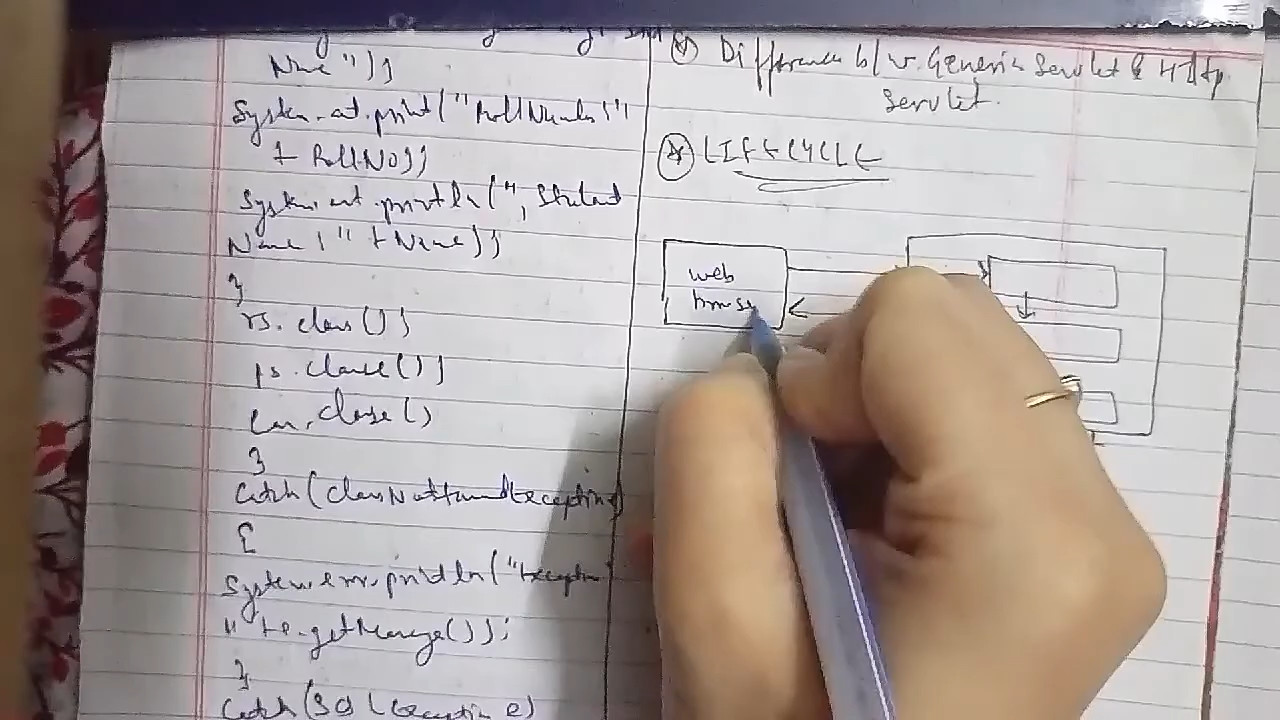 Name"));
System.out.print("RollNumber:"
+ RollNo));
System.out.println(", Student
Name:" + Name));
}
rs.close();
ps.close();
con.close()
}
catch(ClassNotFoundException e)
{
System.err.println("Exception
" + e.getMessage());
}
catch(SQLException e)
* Difference b/w. Generic Servlet & Http
Servlet.
* LIFECYCLE
web